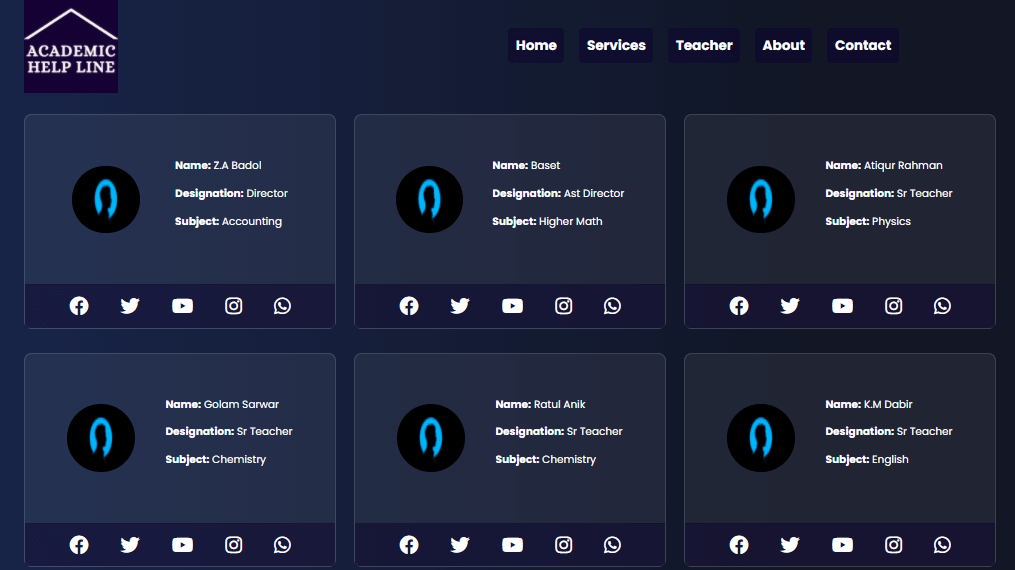 ACADEMIC
HELP LINE
Home Services Teacher About Contact
Name: Z.A Badol
Designation: Director
Subject: Accounting
Name: Baset
Designation: Ast Director
Subject: Higher Math
Name: Atiqur Rahman
Designation: Sr Teacher
Subject: Physics
Name: Golam Sarwar
Designation: Sr Teacher
Subject: Chemistry
Name: Ratul Anik
Designation: Sr Teacher
Subject: Chemistry
Name: K.M Dabir
Designation: Sr Teacher
Subject: English